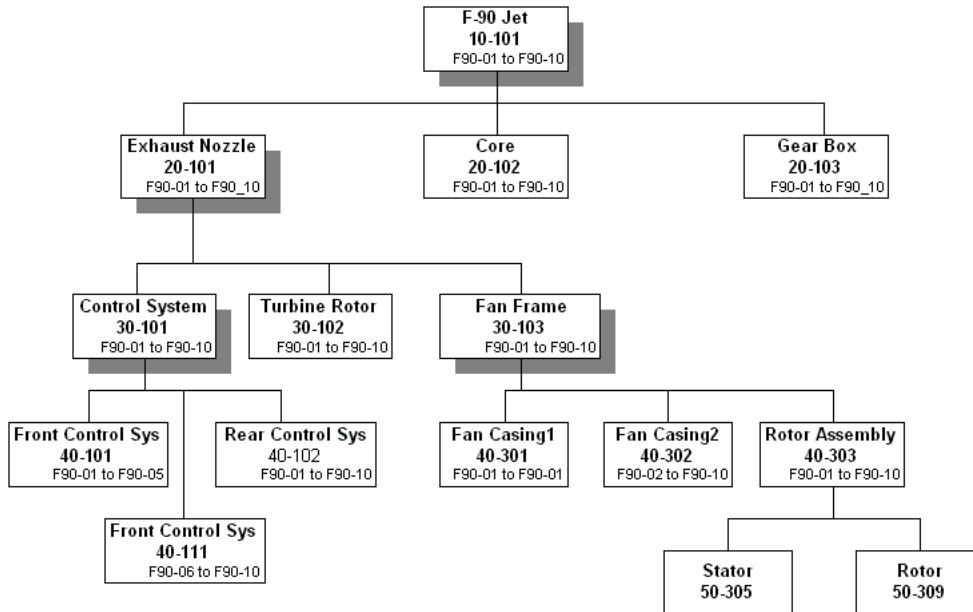 F-90 Jet
10-101
F90-01 to F90-10
Exhaust Nozzle
20-101
F90-01 to F90_10
Core
20-102
F90-01 to F90-10
Gear Box
20-103
F90-01 to F90_10
Control System
30-101
F90-01 to F90-10
Turbine Rotor
30-102
F90-01 to F90-10
Fan Frame
30-103
F90-01 to F90-10
Front Control Sys
40-101
F90-01 to F90-05
Rear Control Sys
40-102
F90-01 to F90-10
Fan Casing1
40-301
F90-01 to F90-01
Fan Casing2
40-302
F90-02 to F90-10
Rotor Assembly
40-303
F90-01 to F90-10
Front Control Sys
40-111
F90-06 to F90-10
Stator
50-305
Rotor
50-309